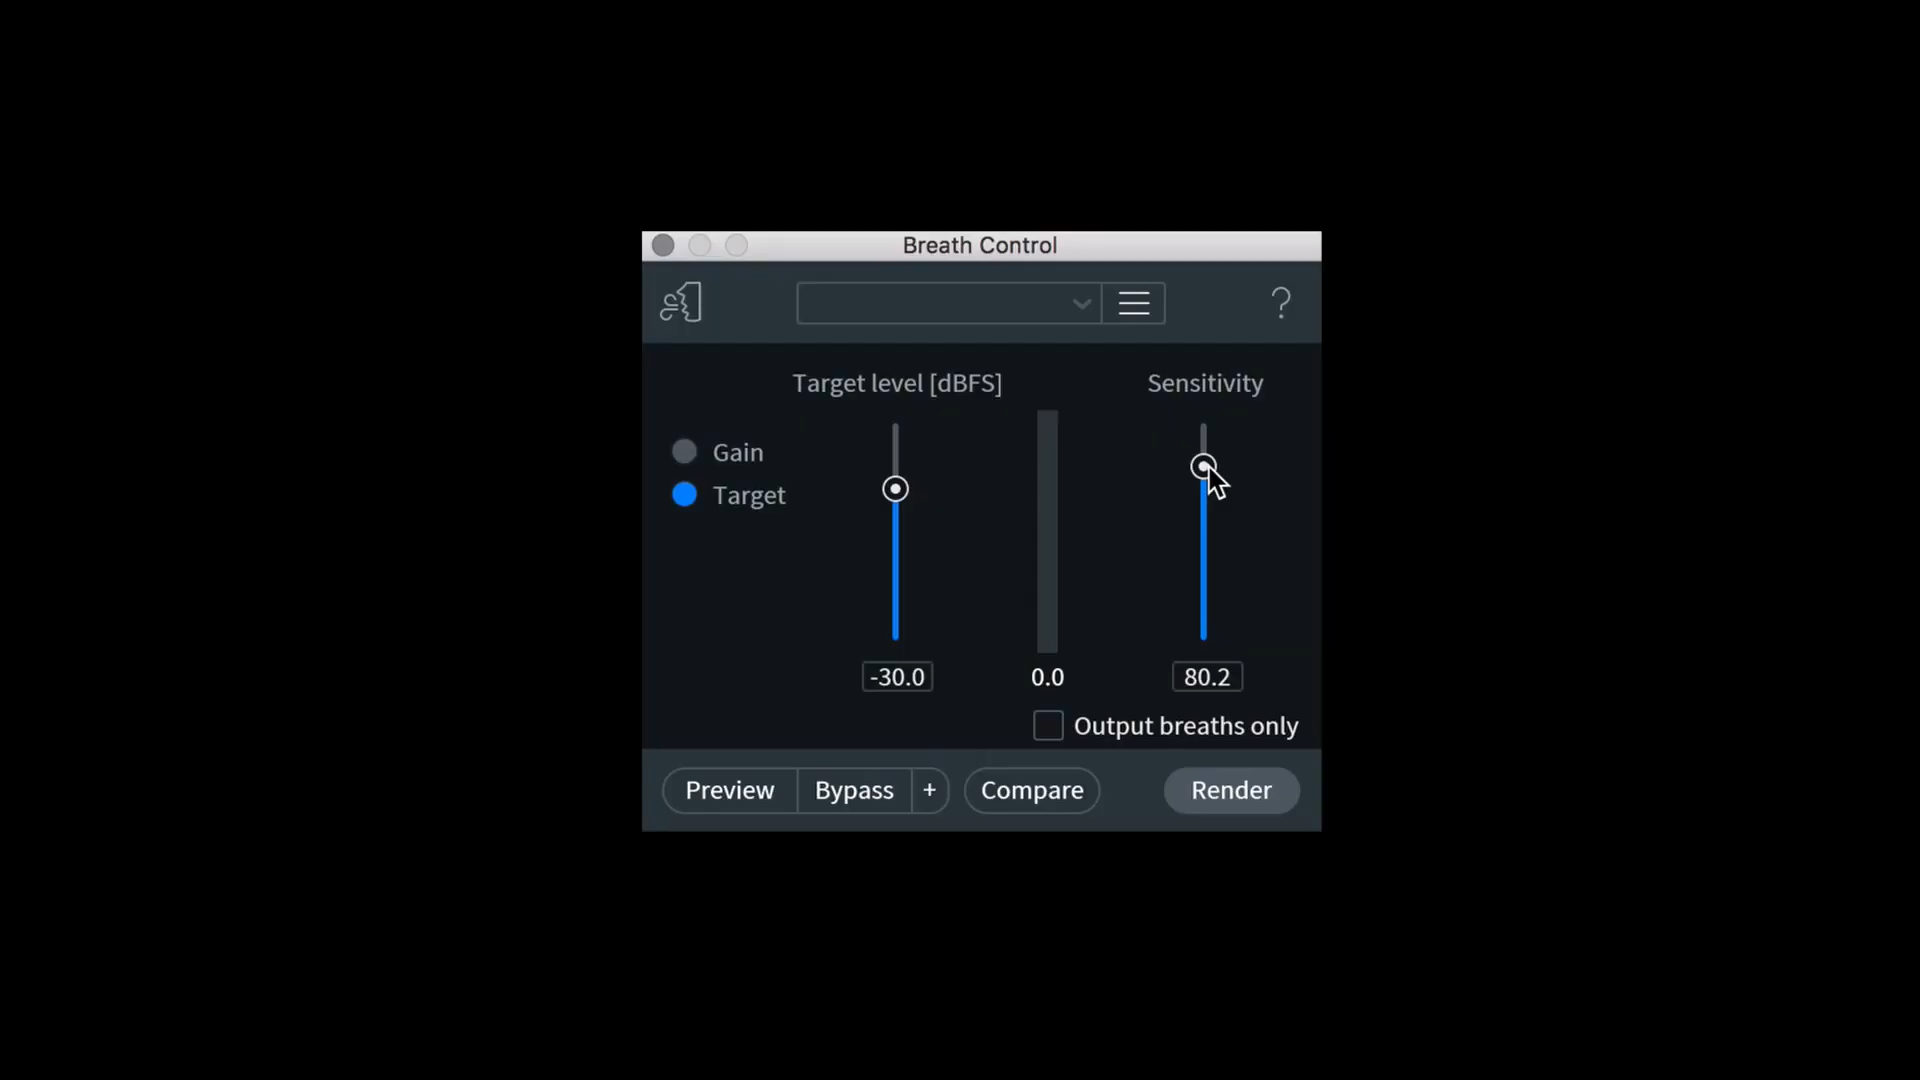 Breath Control
?
Target level [dBFS]
Sensitivity
Gain
Target
-30.0
0.0
80.2
Output breaths only
Preview
Bypass
+
Compare
Render